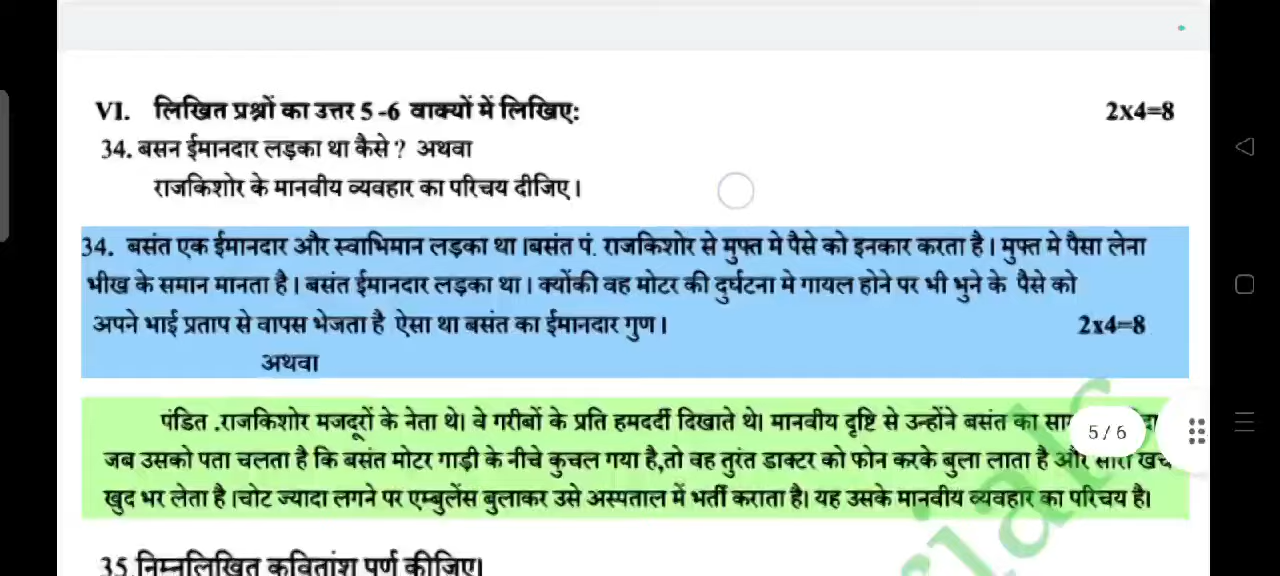 VI. लिखित प्रश्नों का उत्तर 5 -6 वाक्यों में लिखिए: 2x4=8
34. बसन ईमानदार लड़का था कैसे ? अथवा
राजकिशोर के मानवीय व्यवहार का परिचय दीजिए।
34. बसंत एक ईमानदार और स्वाभिमान लड़का था ।बसंत पं. राजकिशोर से मुफ्त मे पैसे को इनकार करता है। मुफ्त मे पैसा लेना
भीख के समान मानता है। बसंत ईमानदार लड़का था। क्योंकी वह मोटर की दुर्घटना मे गायल होने पर भी भुने के पैसे को
अपने भाई प्रताप से वापस भेजता है ऐसा था बसंत का ईमानदार गुण। 2x4=8
अथवा
पंडित .राजकिशोर मजदूरों के नेता थे। वे गरीबों के प्रति हमदर्दी दिखाते थे। मानवीय दृष्टि से उन्होंने बसंत का
5/6
जब उसको पता चलता है कि बसंत मोटर गाड़ी के नीचे कुचल गया है,तो वह तुरंत डाक्टर को फोन करके बुला लाता है और सारा खर्च
खुद भर लेता है ।चोट ज्यादा लगने पर एम्बुलेंस बुलाकर उसे अस्पताल में भर्ती कराता है। यह उसके मानवीय व्यवहार का परिचय है।
35.निम्नलिखित कवितांश पूर्ण कीजिए।